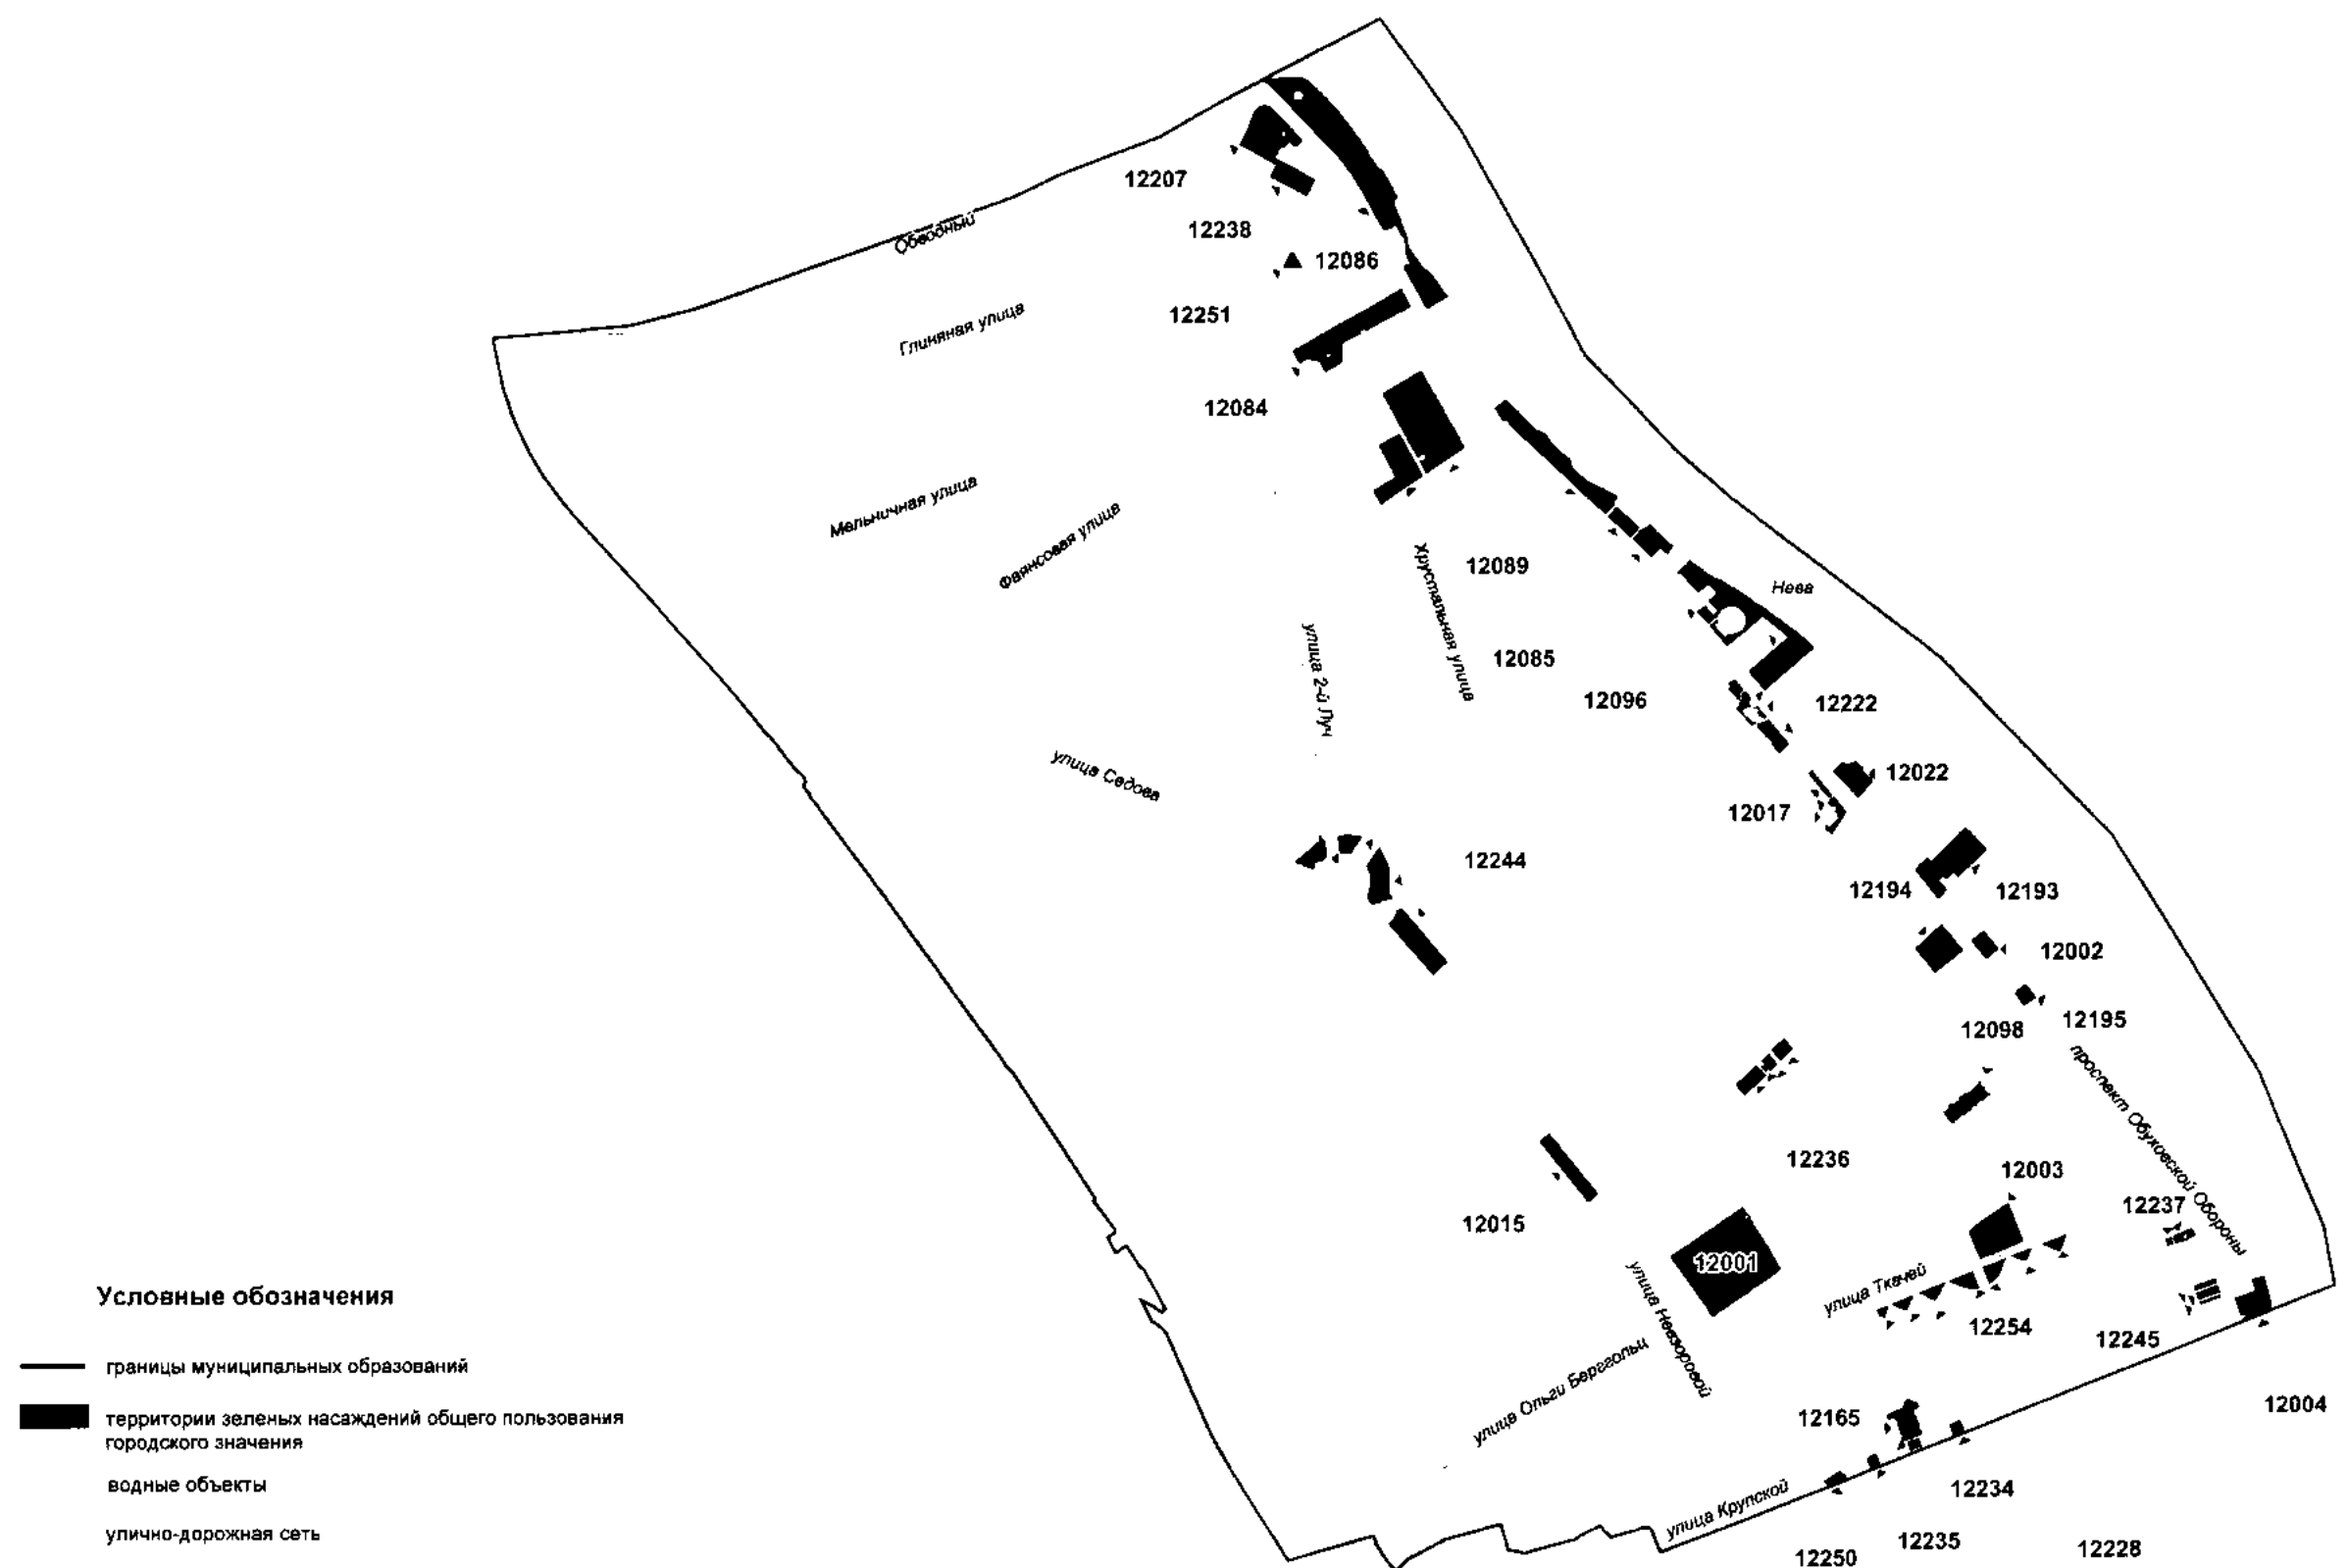 12207
Обводный
12238
12086
12251
Глиняная улица
12084
Мельничная улица
Фаянсовая улица
12089
Хрустальная улица
Нева
улица 2-й Луч
12085
12096
12222
улица Седова
12022
12017
12244
12194
12193
12002
12195
12098
проспект Обуховской Обороны
12236
12003
12237
12015
12001
улица Ткачей
улица Невзоровой
12254
12245
улица Ольги Берггольц
12004
12165
12234
улица Крупской
12235
12250
12228
Условные обозначения
границы муниципальных образований
территории зеленых насаждений общего пользования
городского значения
водные объекты
улично-дорожная сеть